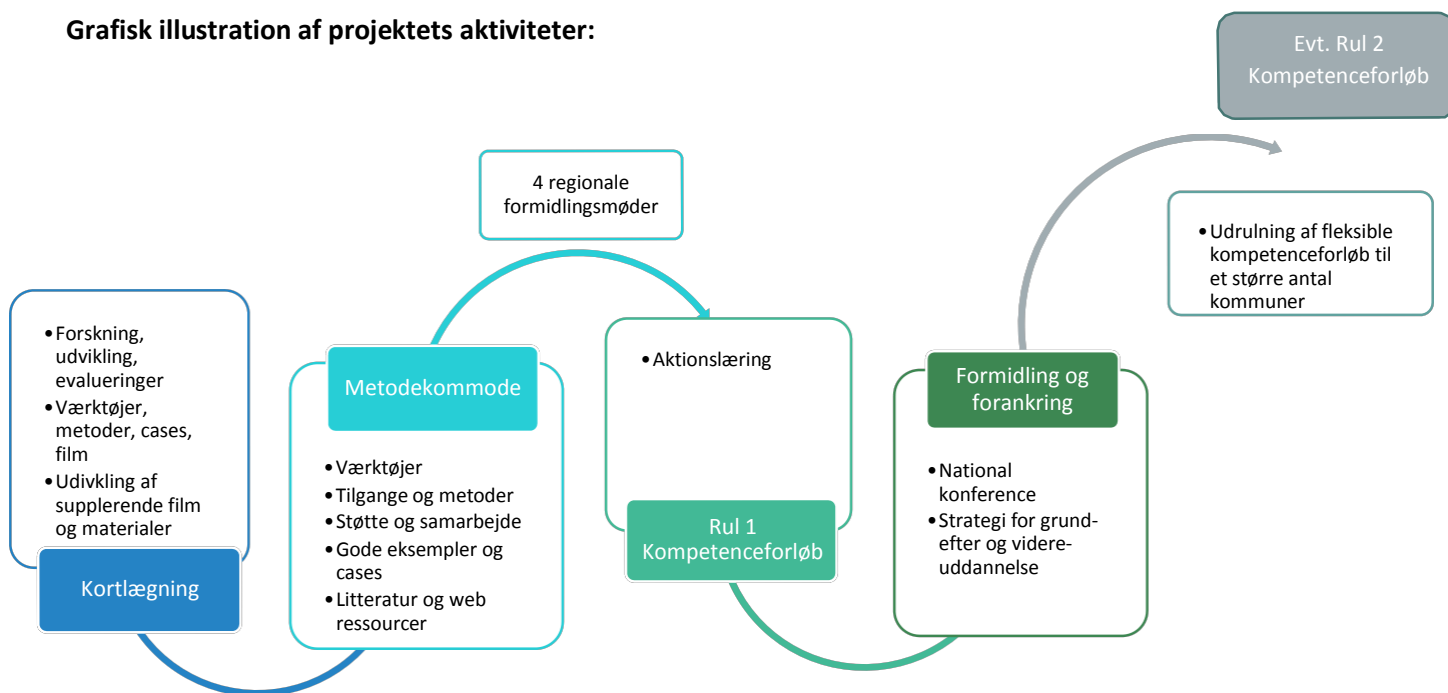 Grafisk illustration af projektets aktiviteter:
•Forskning,
udvikling,
evalueringer
•Værktøjer,
metoder, cases,
film
•Udivkling af
supplerende film
og materialer
Kortlægning
Metodekommode
•Værktøjer
•Tilgange og metoder
•Støtte og samarbejde
•Gode eksempler og
cases
•Litteratur og web
ressourcer
4 regionale
formidlingsmøder
•Aktionslæring
Rul 1
Kompetenceforløb
Formidling og
forankring
•National
konference
•Strategi for grund-
efter og videre-
uddannelse
Evt. Rul 2
Kompetenceforløb
•Udrulning af fleksible
kompetenceforløb til
et større antal
kommuner